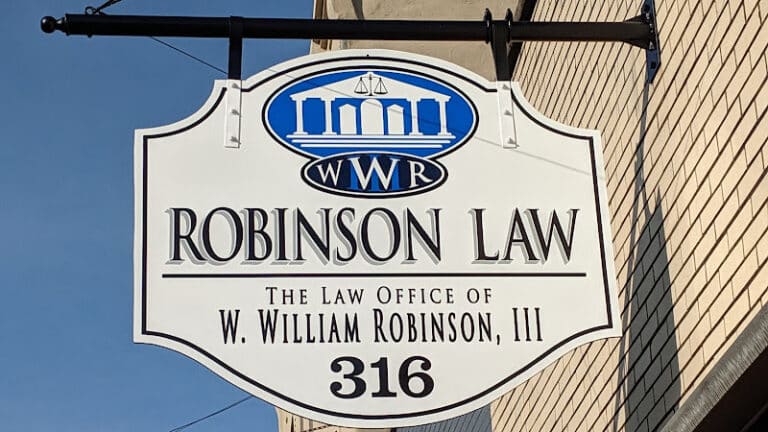 WWR
ROBINSON LAW
THE LAW OFFICE OF
W. WILLIAM ROBINSON, III
316